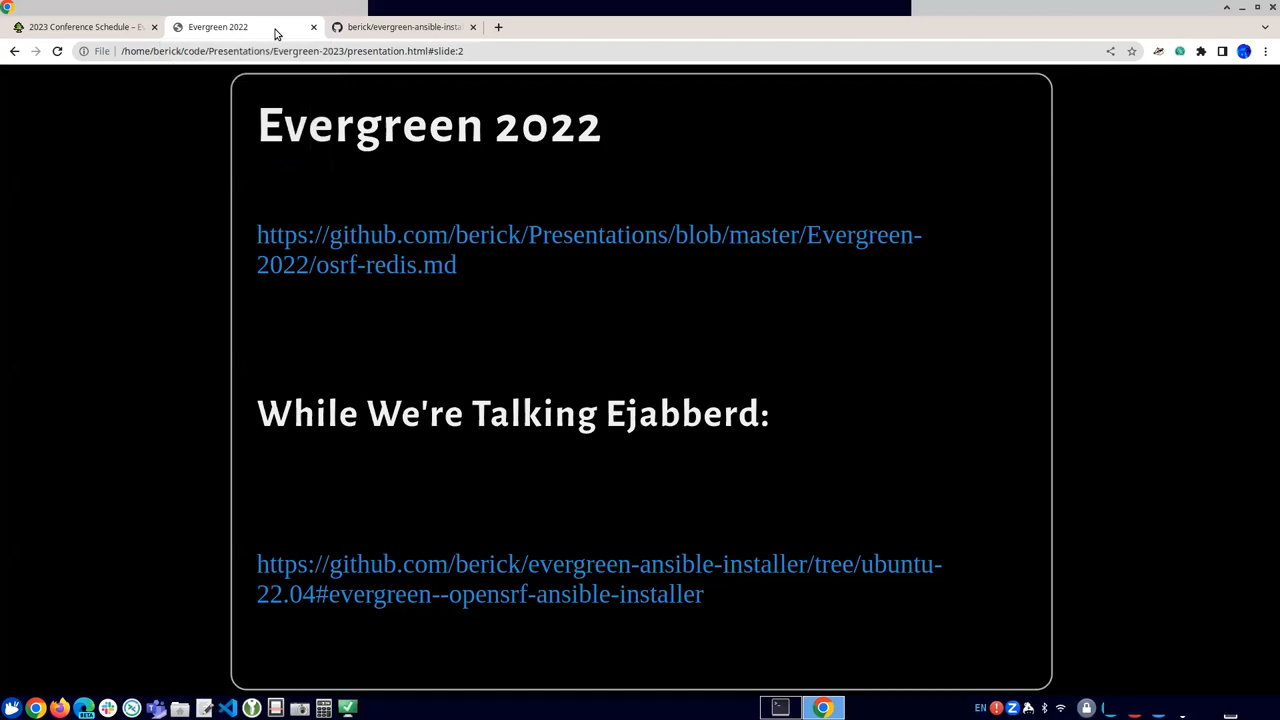 2023 Conference Schedule – Ev
Evergreen 2022
berick/evergreen-ansible-insta
File
/home/berick/code/Presentations/Evergreen-2023/presentation.html#slide:2
Evergreen 2022
https://github.com/berick/Presentations/blob/master/Evergreen-
2022/osrf-redis.md
While We're Talking Ejabberd:
https://github.com/berick/evergreen-ansible-installer/tree/ubuntu-
22.04#evergreen--opensrf-ansible-installer
EN